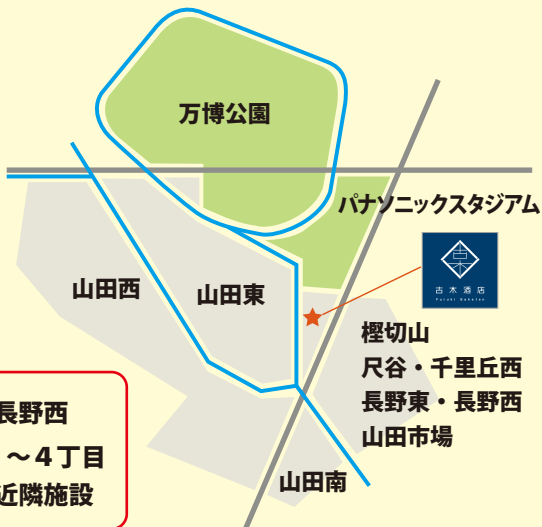 万博公園
パナソニックスタジアム
古木酒店
Furuki Saketen
山田西
山田東
樫切山
尺谷・千里丘西
長野東・長野西
山田市場
長野西
～４丁目
近隣施設
山田南